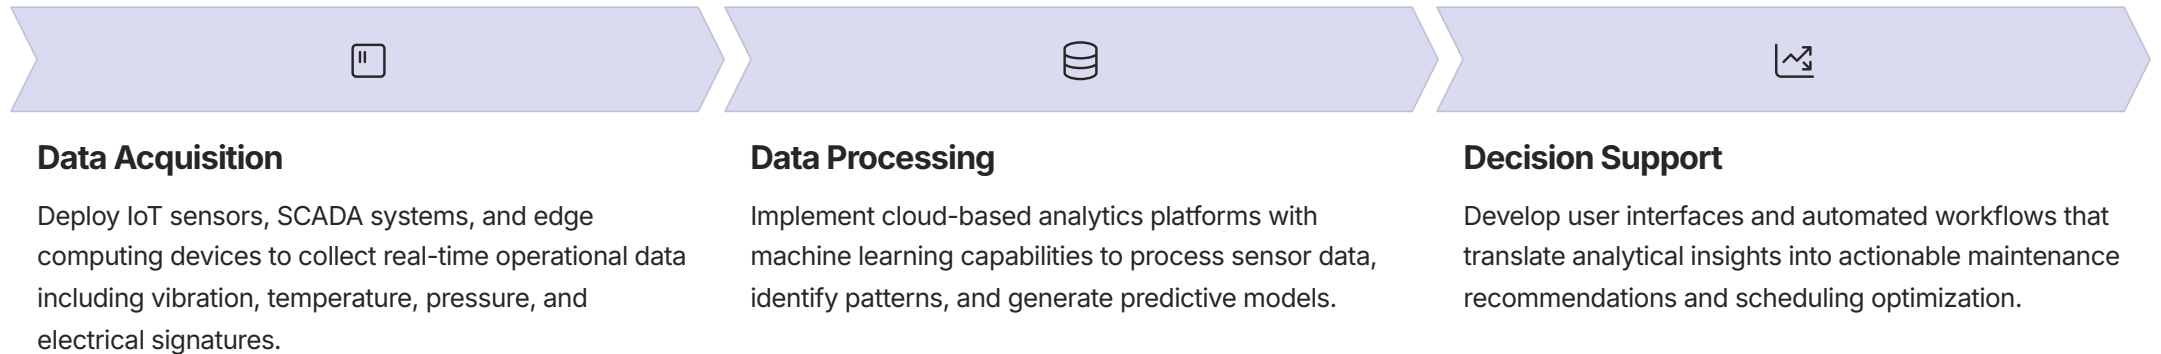 Data Acquisition
Deploy IoT sensors, SCADA systems, and edge
computing devices to collect real-time operational data
including vibration, temperature, pressure, and
electrical signatures.
Data Processing
Implement cloud-based analytics platforms with
machine learning capabilities to process sensor data,
identify patterns, and generate predictive models.
Decision Support
Develop user interfaces and automated workflows that
translate analytical insights into actionable maintenance
recommendations and scheduling optimization.